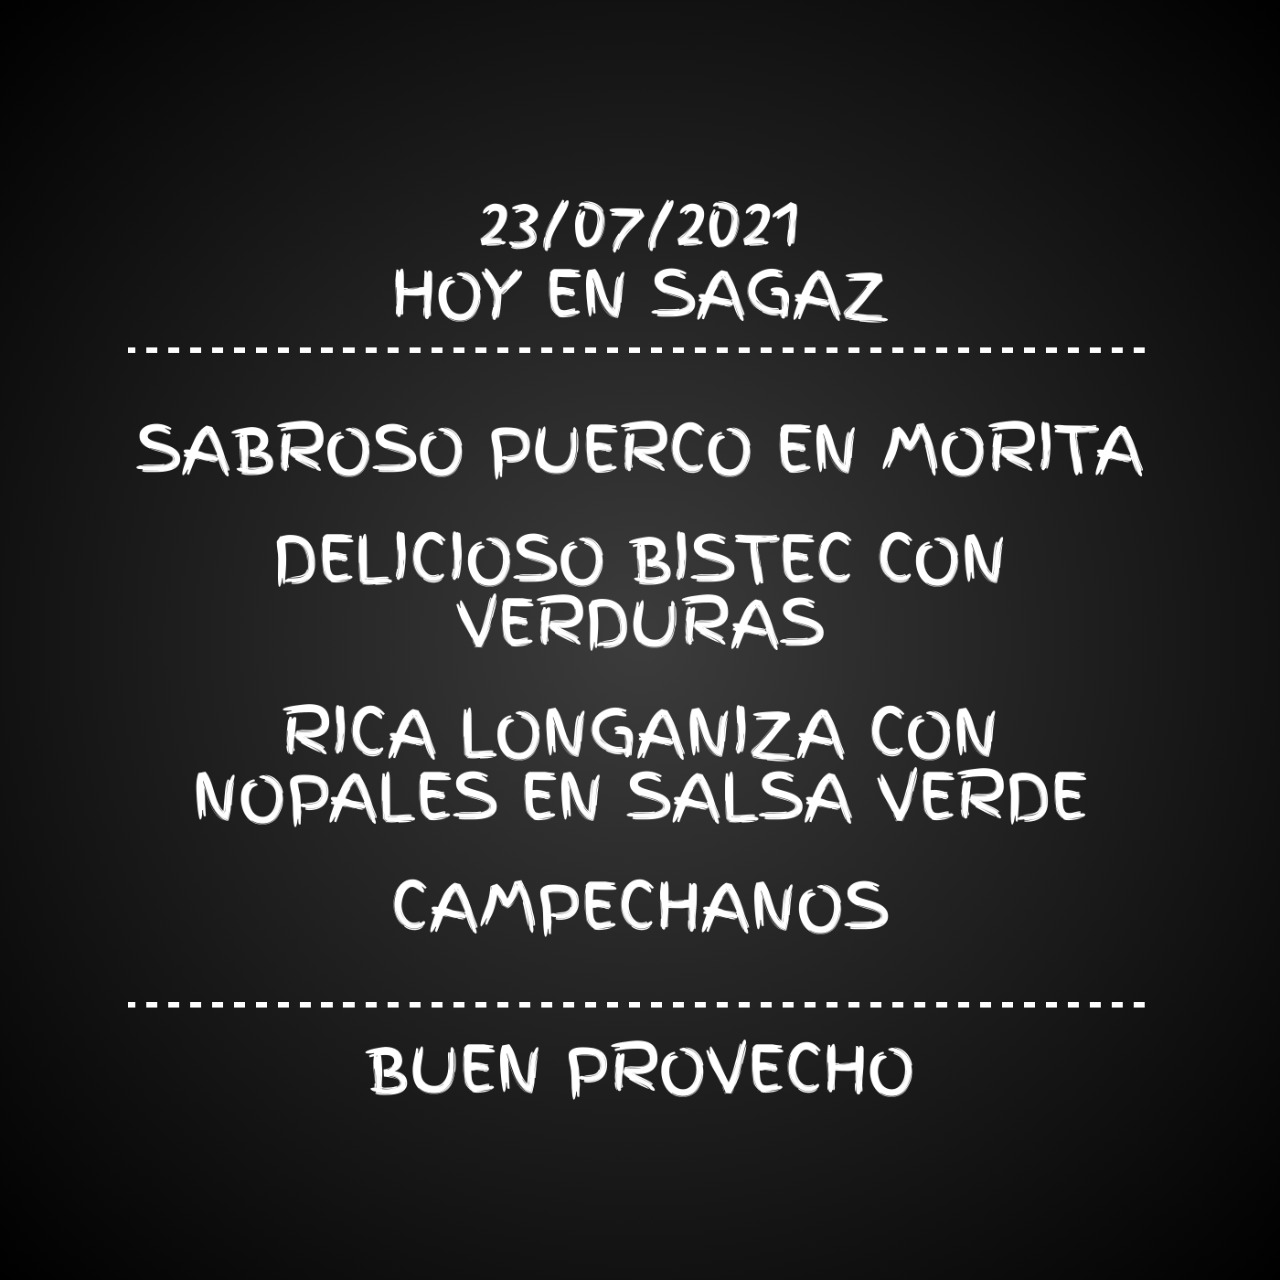 23/07/2021
HOY EN SAGAZ
SABROSO PUERCO EN MORITA
DELICIOSO BISTEC CON
VERDURAS
RICA LONGANIZA CON
NOPALES EN SALSA VERDE
CAMPECHANOS
BUEN PROVECHO